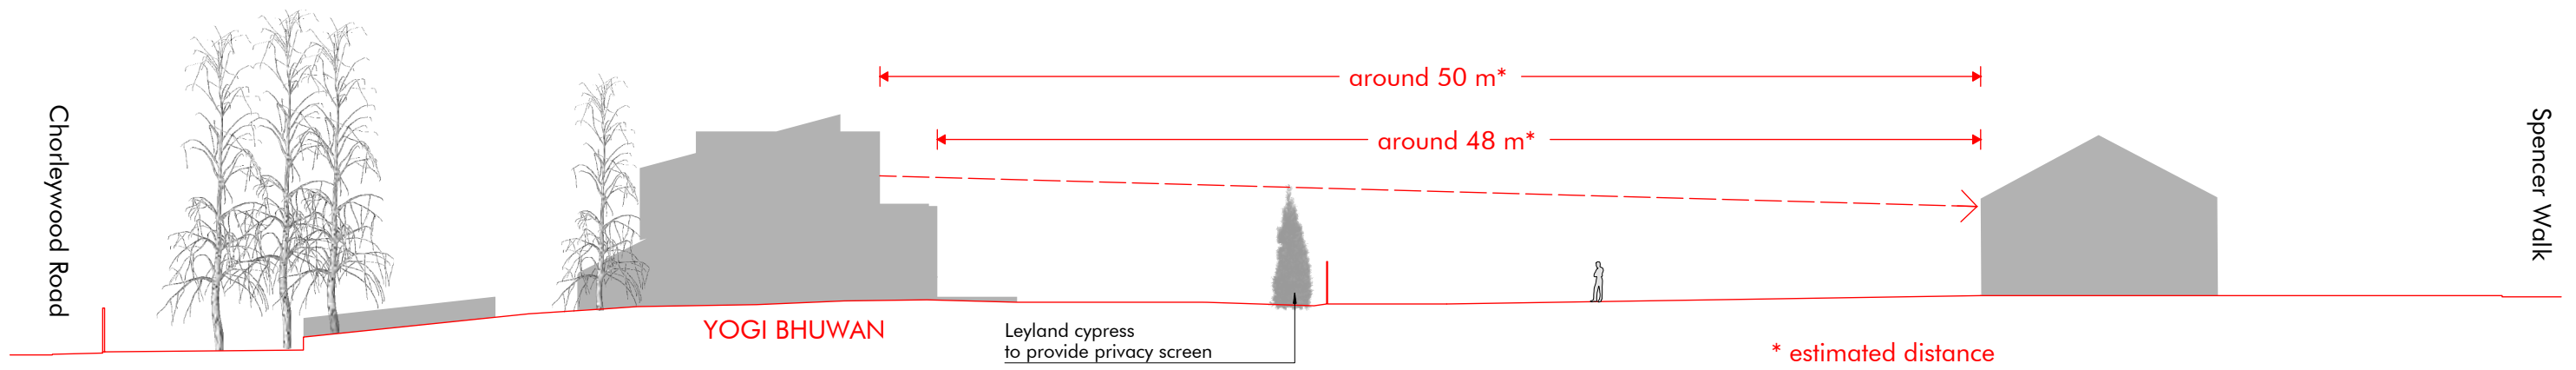 Chorleywood Road
around 50 m*
around 48 m*
Spencer Walk
YOGI BHUWAN
Leyland cypress
to provide privacy screen
* estimated distance